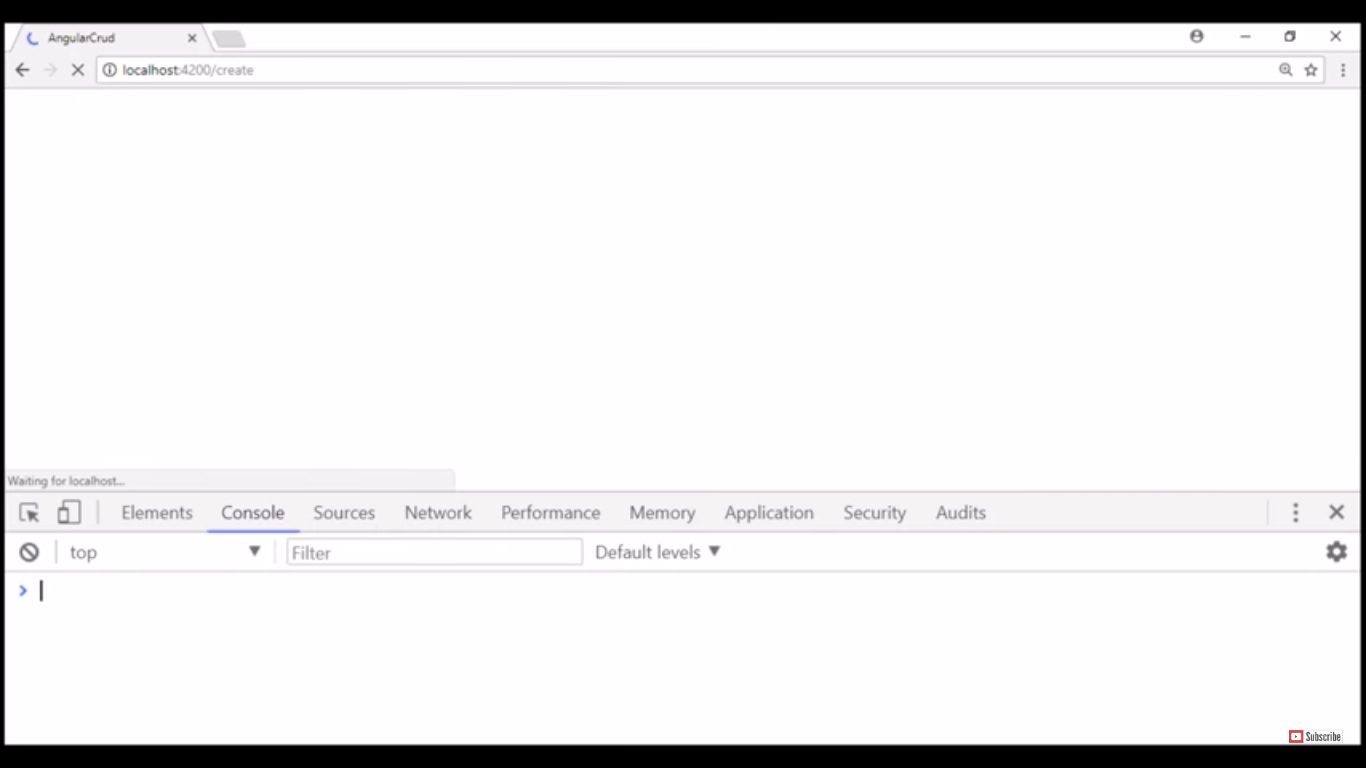 AngularCrud
localhost:4200/create
Waiting for localhost...
Elements Console Sources Network Performance Memory Application Security Audits
top Filter Default levels
Subscribe